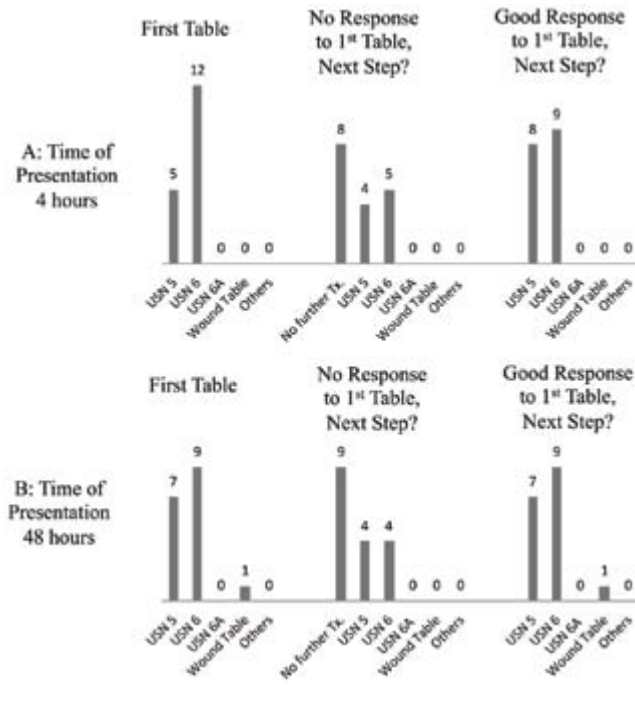 First Table
No Response
to 1st Table,
Next Step?
Good Response
to 1st Table,
Next Step?
A: Time of
Presentation
4 hours
5
12
0
0
0
8
4
5
0
0
0
8
9
0
0
0
USN 5
USN 6
USN 6A
Wound Table
Others
No further Tx.
USN 5
USN 6
USN 6A
Wound Table
Others
USN 5
USN 6
USN 6A
Wound Table
Others
First Table
No Response
to 1st Table,
Next Step?
Good Response
to 1st Table,
Next Step?
B: Time of
Presentation
48 hours
7
9
0
1
0
9
4
4
0
0
0
7
9
0
1
0
USN 5
USN 6
USN 6A
Wound Table
Others
No further Tx.
USN 5
USN 6
USN 6A
Wound Table
Others
USN 5
USN 6
USN 6A
Wound Table
Others